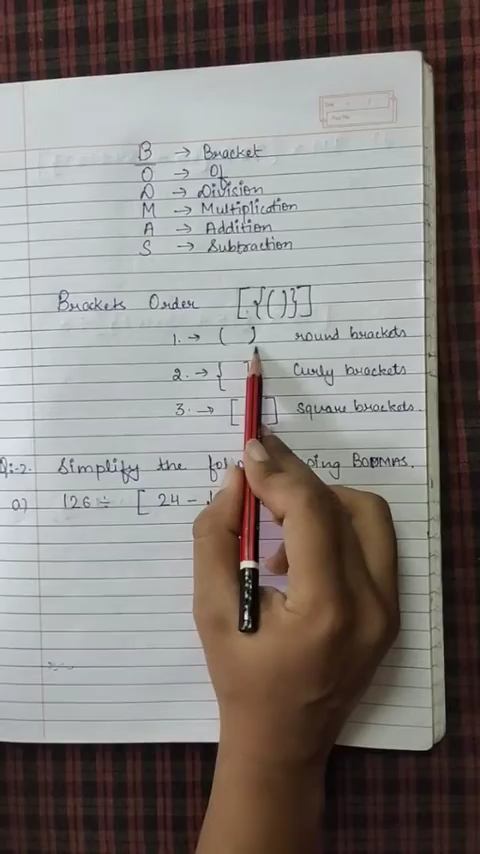 B → Bracket
O → Of
D → Division
M → Multiplication
A → Addition
S → Subtraction
Brackets Order [{()}]
1. → ( ) round brackets
2. → { Curly brackets
3. → [ ] square brackets.
Q:-2. Simplify the BODMAS.
a) 126 ÷ [ 24 -